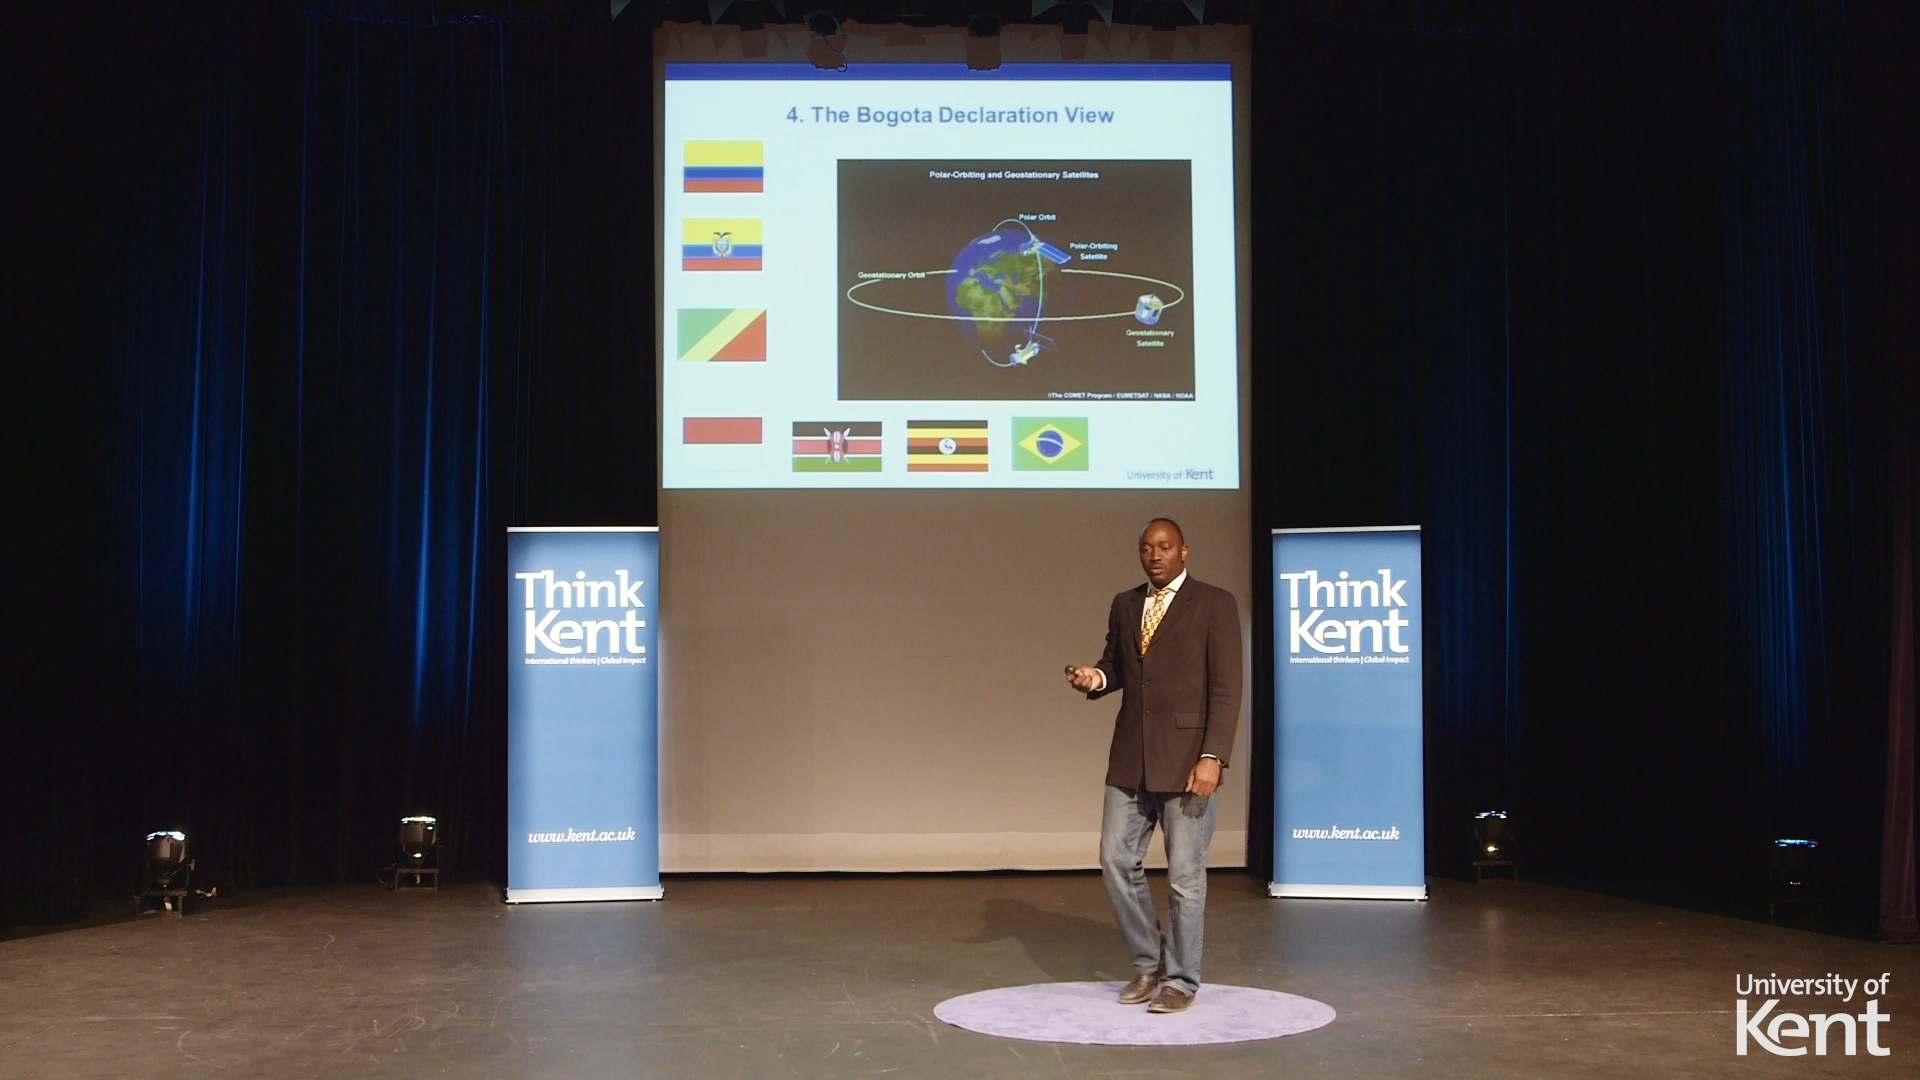 4. The Bogota Declaration View
Polar-Orbiting and Geostationary Satellites
Polar Orbit
Polar-Orbiting
Satellite
Geostationary Orbit
Geostationary
Satellite
©The COMET Program / EUMETSAT / NASA / NOAA
University of Kent
Think
Kent
International thinkers | Global impact
www.kent.ac.uk
Think
Kent
International thinkers | Global impact
www.kent.ac.uk
University of
Kent